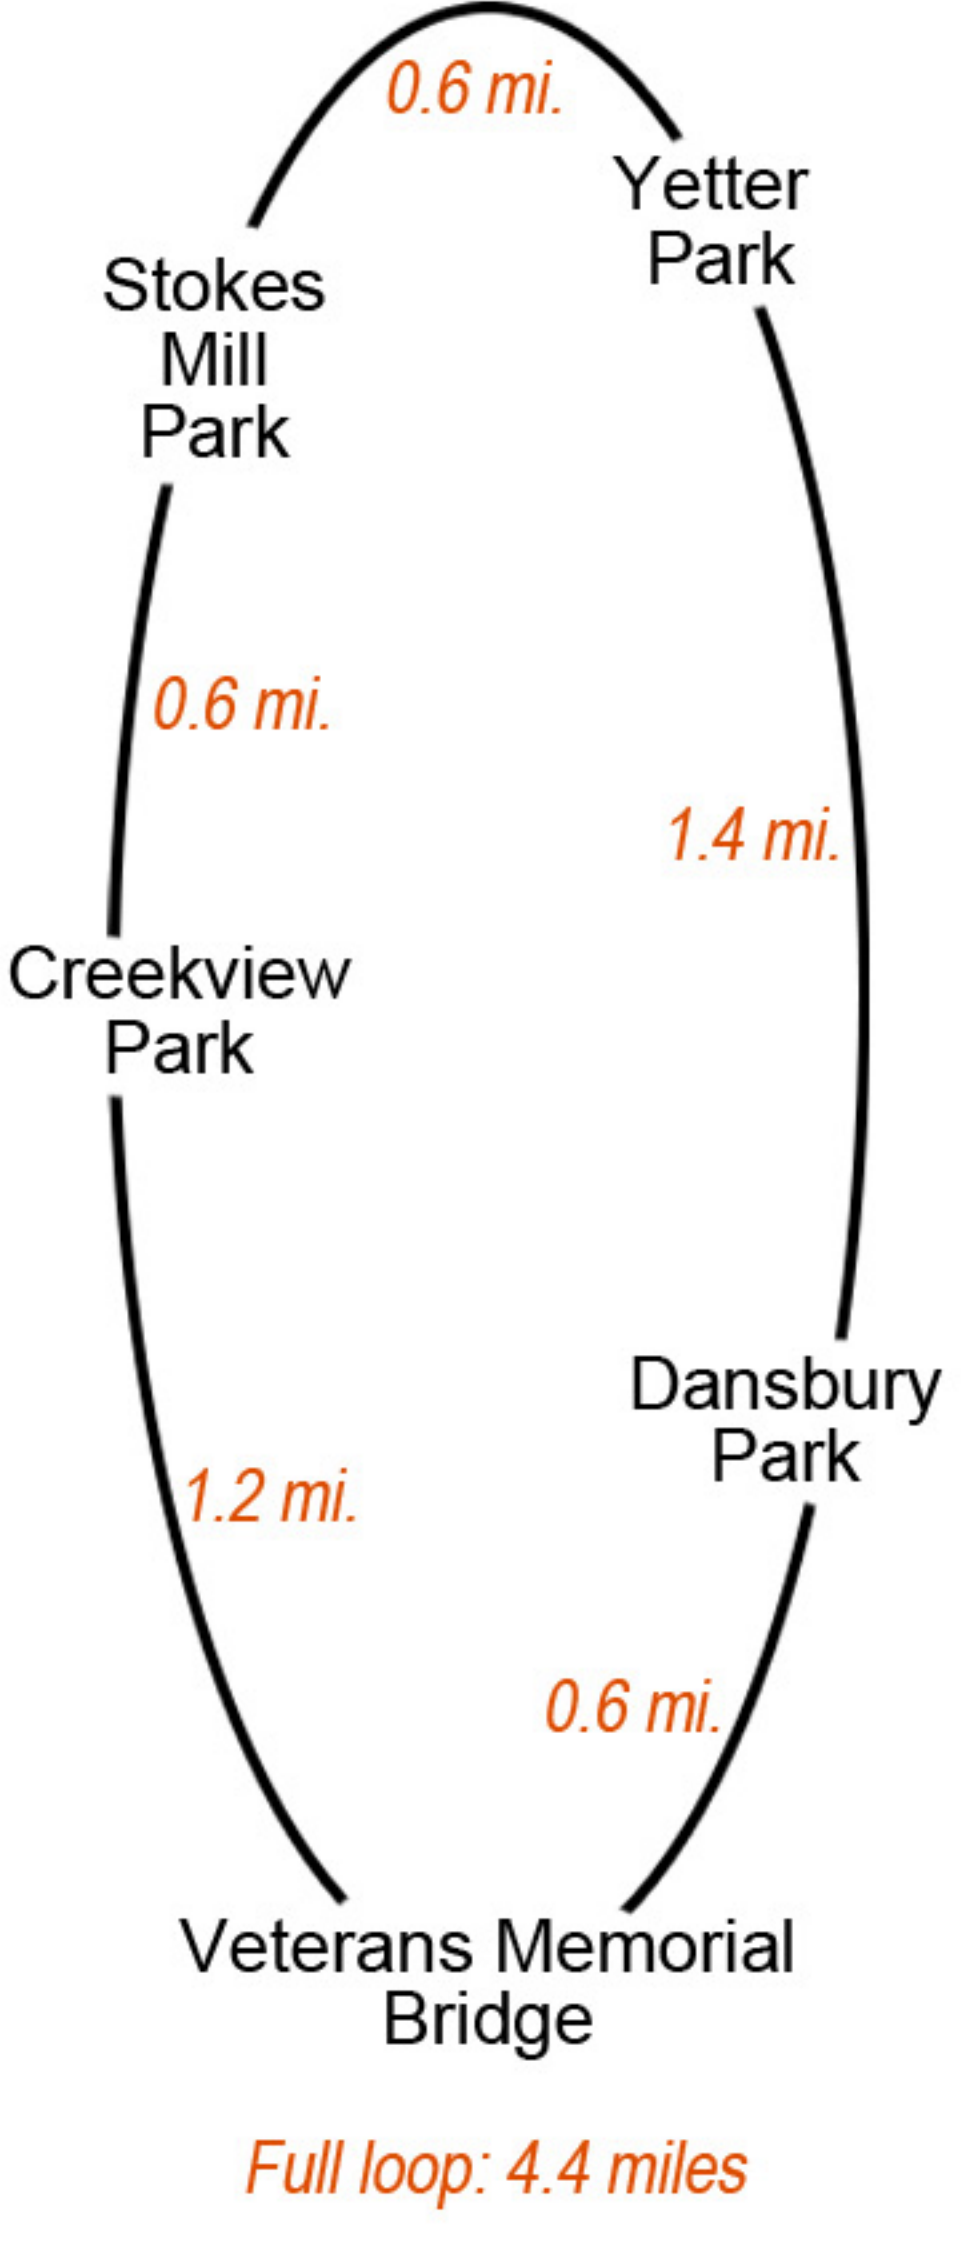 0.6 mi.
Yetter
Park
Stokes
Mill
Park
0.6 mi.
1.4 mi.
Creekview
Park
Dansbury
Park
1.2 mi.
0.6 mi.
Veterans Memorial
Bridge
Full loop: 4.4 miles